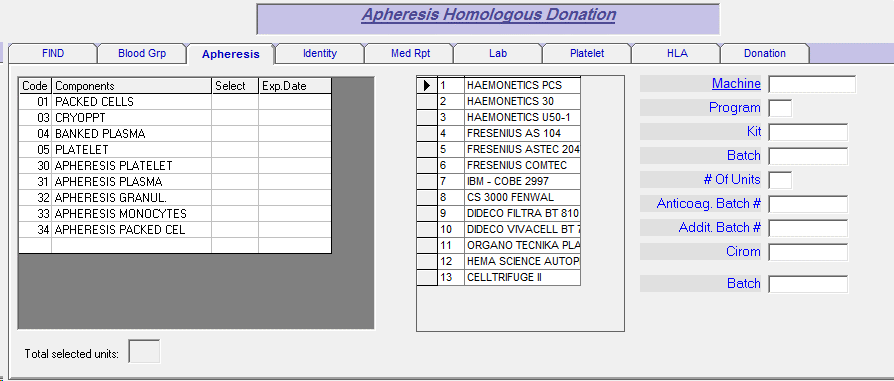 Apheresis Homologous Donation
FIND Blood Grp Apheresis Identity Med Rpt Lab Platelet HLA Donation
Code Components Select Exp.Date
01 PACKED CELLS
03 CRYOPPT
04 BANKED PLASMA
05 PLATELET
30 APHERESIS PLATELET
31 APHERESIS PLASMA
32 APHERESIS GRANUL.
33 APHERESIS MONOCYTES
34 APHERESIS PACKED CEL
Total selected units:
1 HAEMONETICS PCS
2 HAEMONETICS 30
3 HAEMONETICS U50-1
4 FRESENIUS AS 104
5 FRESENIUS ASTEC 204
6 FRESENIUS COMTEC
7 IBM - COBE 2997
8 CS 3000 FENWAL
9 DIDECO FILTRA BT 810
10 DIDECO VIVACELL BT 7
11 ORGANO TECNIKA PLA
12 HEMA SCIENCE AUTOP
13 CELLTRIFUGE II
Machine
Program
Kit
Batch
# Of Units
Anticoag. Batch #
Addit. Batch #
Cirom
Batch